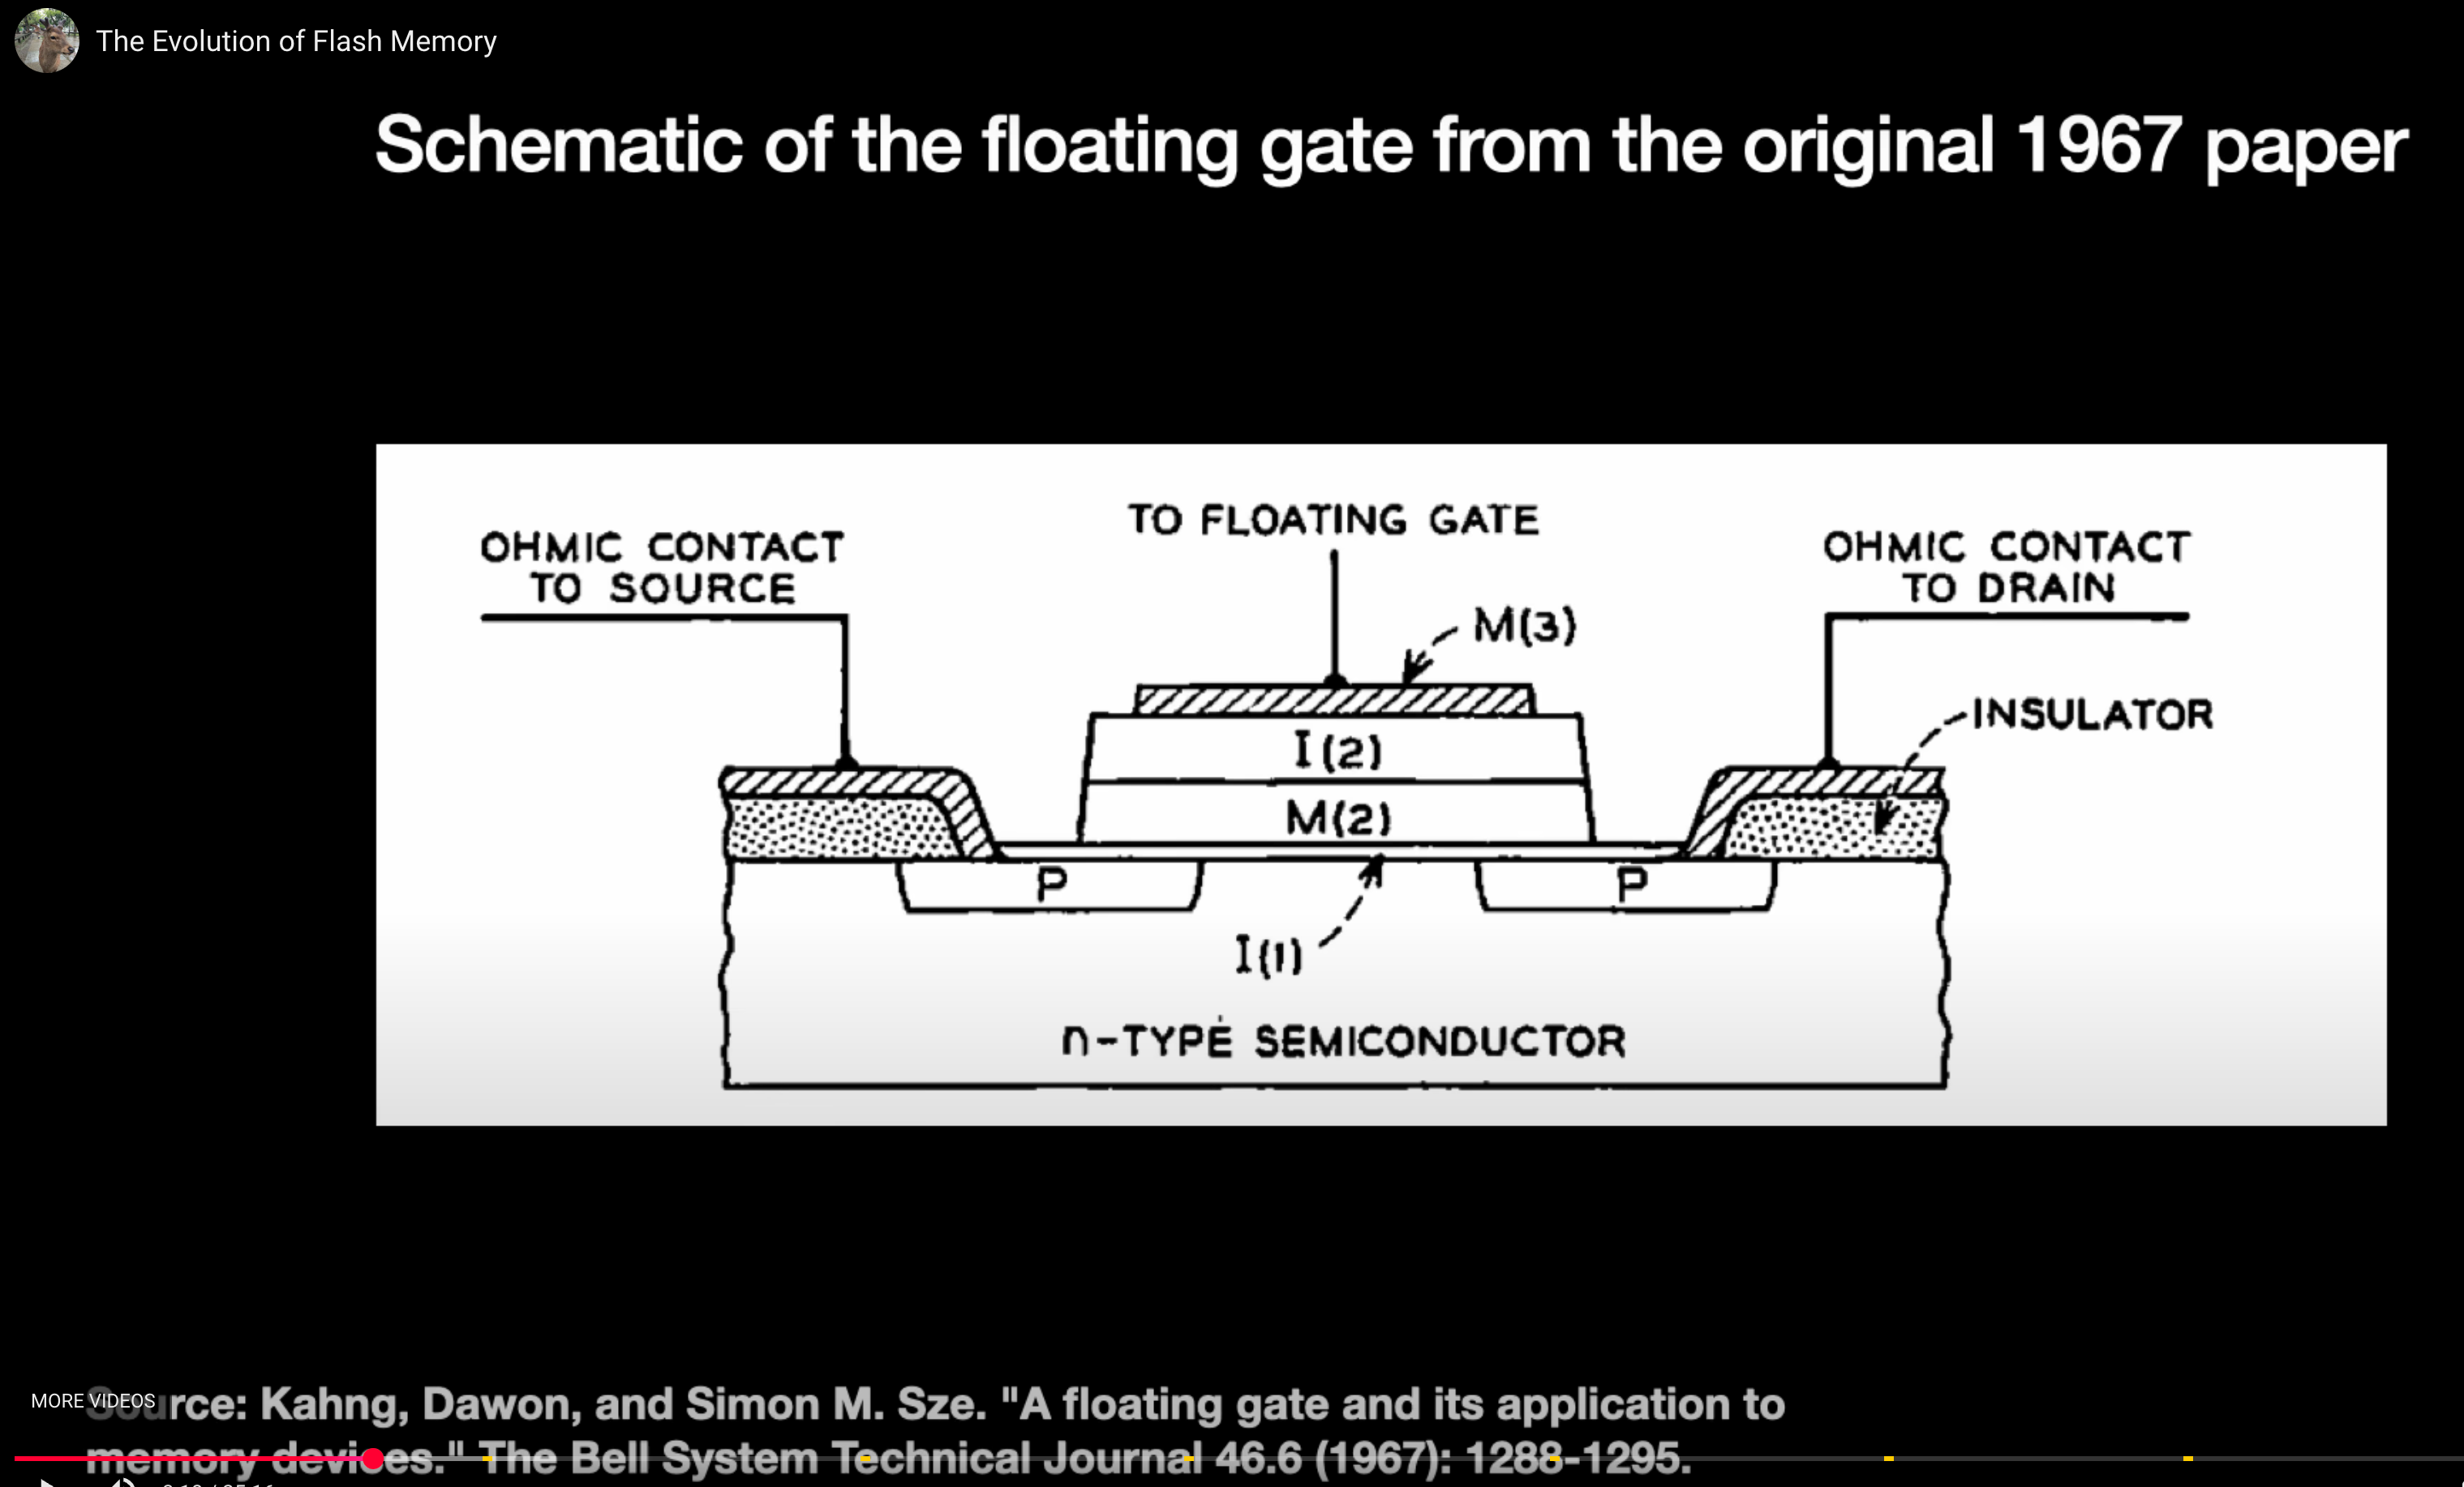 The Evolution of Flash Memory
Schematic of the floating gate from the original 1967 paper
OHMIC CONTACT
TO SOURCE
TO FLOATING GATE
OHMIC CONTACT
TO DRAIN
M(3)
INSULATOR
I(2)
M(2)
P
P
I(1)
n-TYPE SEMICONDUCTOR
MORE VIDEOS
Source: Kahng, Dawon, and Simon M. Sze. "A floating gate and its application to
memory devices." The Bell System Technical Journal 46.6 (1967): 1288-1295.